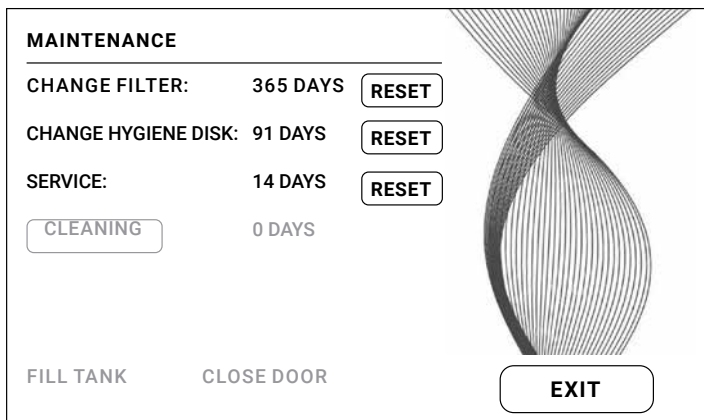 MAINTENANCE
CHANGE FILTER: 365 DAYS RESET
CHANGE HYGIENE DISK: 91 DAYS RESET
SERVICE: 14 DAYS RESET
CLEANING 0 DAYS
FILL TANK CLOSE DOOR EXIT